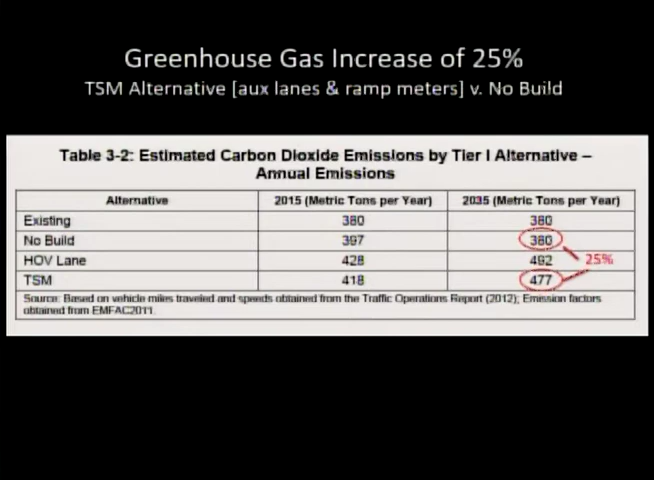 Greenhouse Gas Increase of 25%
TSM Alternative [aux lanes & ramp meters] v. No Build
Table 3-2: Estimated Carbon Dioxide Emissions by Tier I Alternative –
Annual Emissions
Alternative 2015 (Metric Tons per Year) 2035 (Metric Tons per Year)
Existing 380 380
No Build 397 380
HOV Lane 428 492 25%
TSM 418 477
Source: Based on vehicle miles traveled and speeds obtained from the Traffic Operations Report (2012); Emission factors
obtained from EMFAC2011.